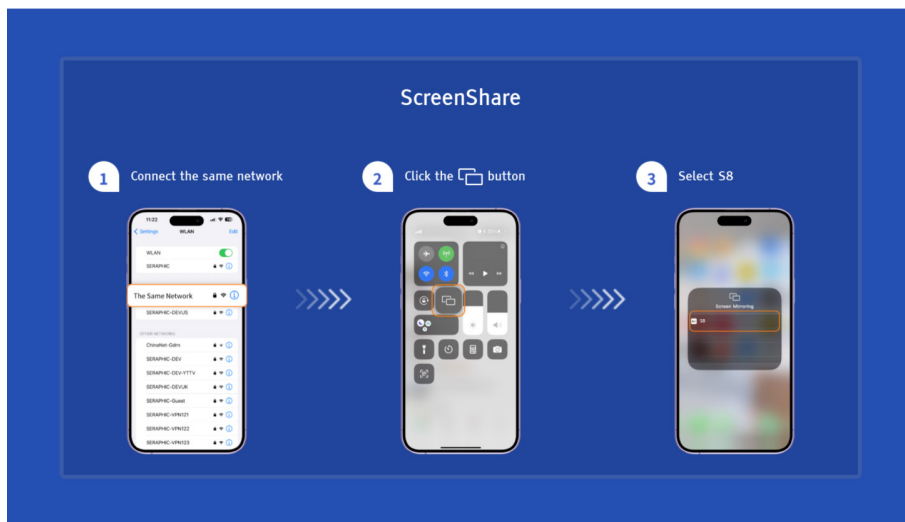 ScreenShare
1 Connect the same network
2 Click the button
3 Select S8
11:22
Settings WLAN Edit
WLAN
SERAPHIC
The Same Network
SERAPHIC-DEVUS
OTHER NETWORKS
ChinaNet-Gdrn
SERAPHIC-DEV
SERAPHIC-DEV-YTTV
SERAPHIC-DEVUK
SERAPHIC-Guest
SERAPHIC-VPN121
SERAPHIC-VPN122
SERAPHIC-VPN123
Screen Mirroring
S8